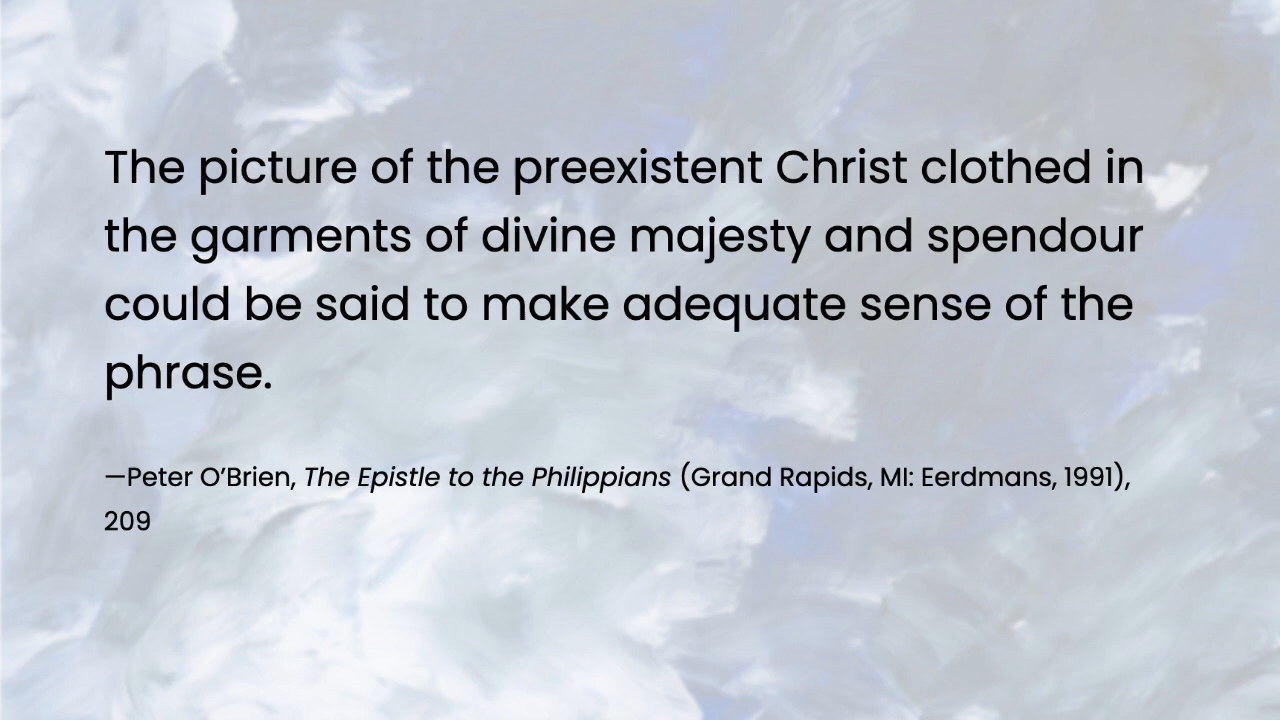 The picture of the preexistent Christ clothed in
the garments of divine majesty and spendour
could be said to make adequate sense of the
phrase.
—Peter O’Brien, The Epistle to the Philippians (Grand Rapids, MI: Eerdmans, 1991),
209